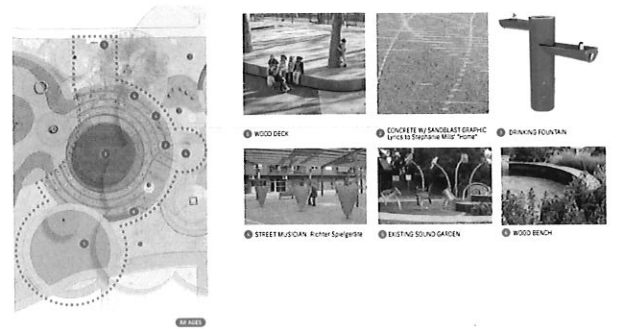 WOOD DECK
CONCRETE W/ SANDBLAST GRAPHIC
Lyrics to Stephanie Mills' "Home"
DRINKING FOUNTAIN
STREET MUSICIAN Richter Spielgeräte
EXISTING SOUND GARDEN
WOOD BENCH
ALL AGES